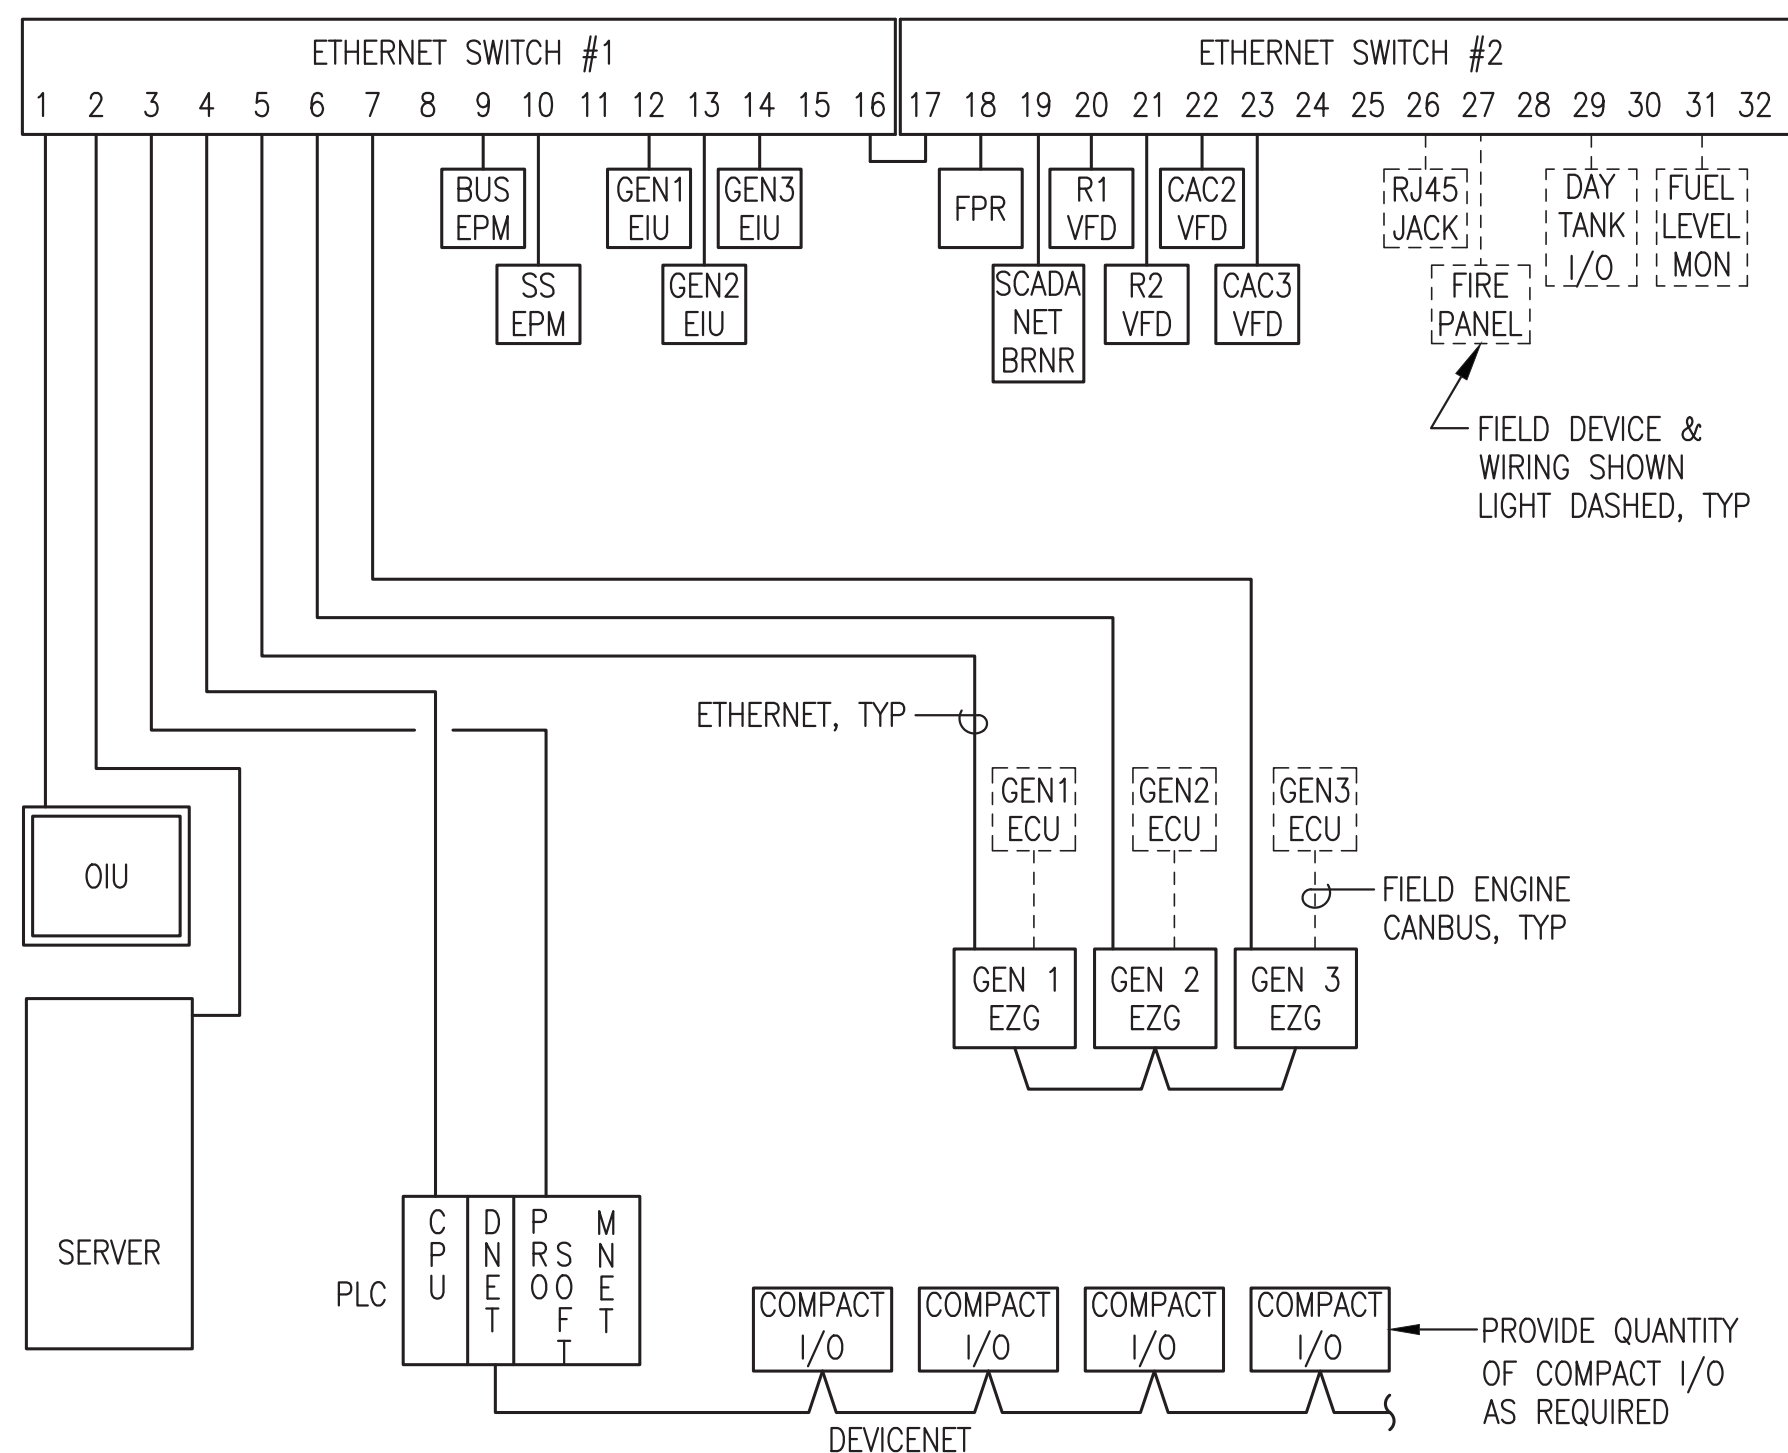 ETHERNET SWITCH #1
1 2 3 4 5 6 7 8 9 10 11 12 13 14 15 16
ETHERNET SWITCH #2
17 18 19 20 21 22 23 24 25 26 27 28 29 30 31 32
BUS
EPM
SS
EPM
GEN1
EIU
GEN2
EIU
GEN3
EIU
FPR
SCADA
NET
BRNR
R1
VFD
R2
VFD
CAC2
VFD
CAC3
VFD
RJ45
JACK
FIRE
PANEL
DAY
TANK
I/O
FUEL
LEVEL
MON
FIELD DEVICE &
WIRING SHOWN
LIGHT DASHED, TYP
ETHERNET, TYP
GEN1
ECU
GEN2
ECU
GEN3
ECU
FIELD ENGINE
CANBUS, TYP
OIU
GEN 1
EZG
GEN 2
EZG
GEN 3
EZG
SERVER
PLC
CPU
DNET
PRO
SOFT
MNET
COMPACT
I/O
COMPACT
I/O
COMPACT
I/O
COMPACT
I/O
PROVIDE QUANTITY
OF COMPACT I/O
AS REQUIRED
DEVICENET